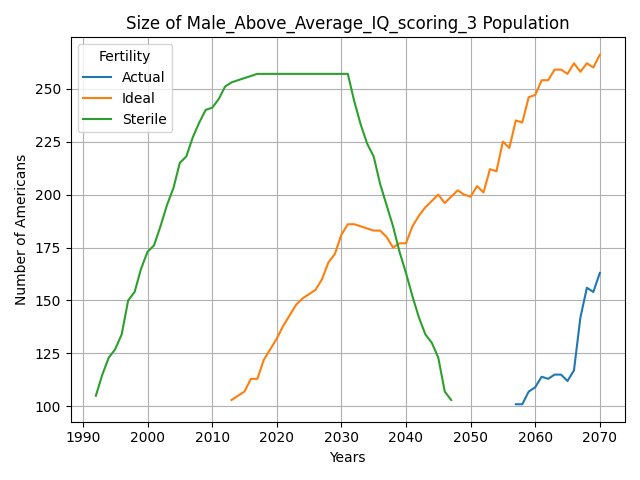 Size of Male_Above_Average_IQ_scoring_3 Population
Fertility
Actual
Ideal
Sterile
Number of Americans
250
225
200
175
150
125
100
1990 2000 2010 2020 2030 2040 2050 2060 2070
Years